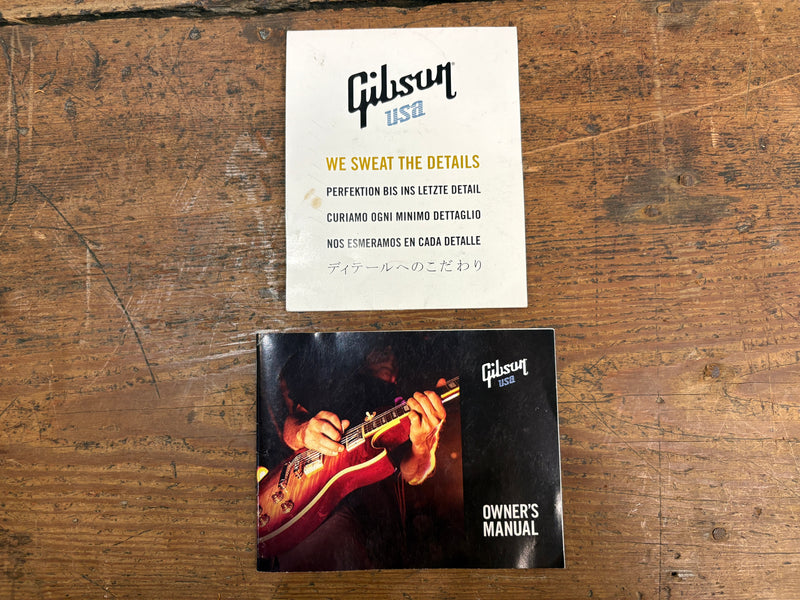 Gibson
usa
WE SWEAT THE DETAILS
PERFEKTION BIS INS LETZTE DETAIL
CURIAMO OGNI MINIMO DETTAGLIO
NOS ESMERAMOS EN CADA DETALLE
ディテールへのこだわり
Gibson
usa
OWNER'S
MANUAL